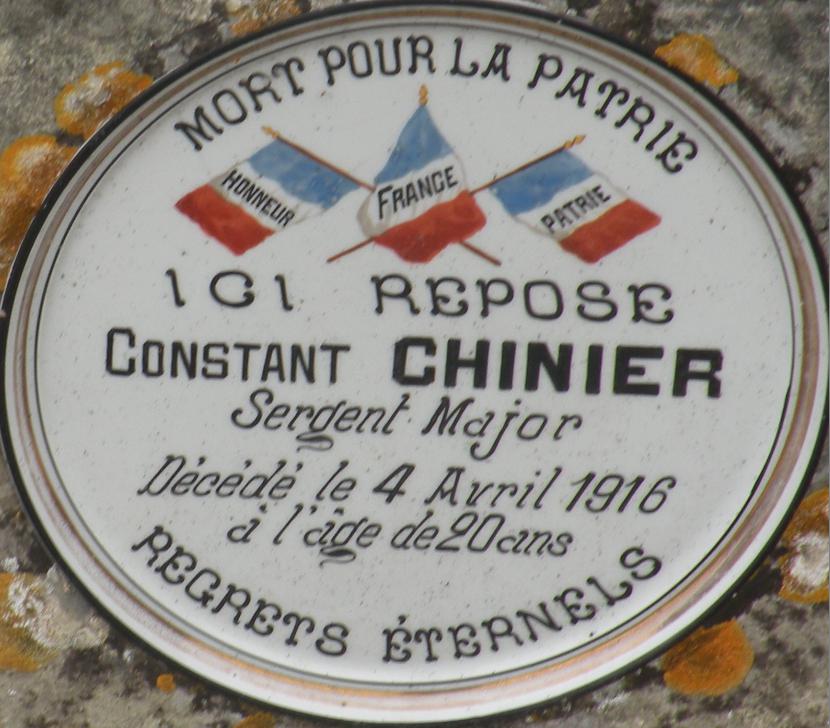 MORT POUR LA PATRIE
HONNEUR
FRANCE
PATRIE
ICI REPOSE
CONSTANT CHINIER
Sergent Major
Décédé le 4 Avril 1916
à l'âge de 20 ans
REGRETS ÉTERNELS